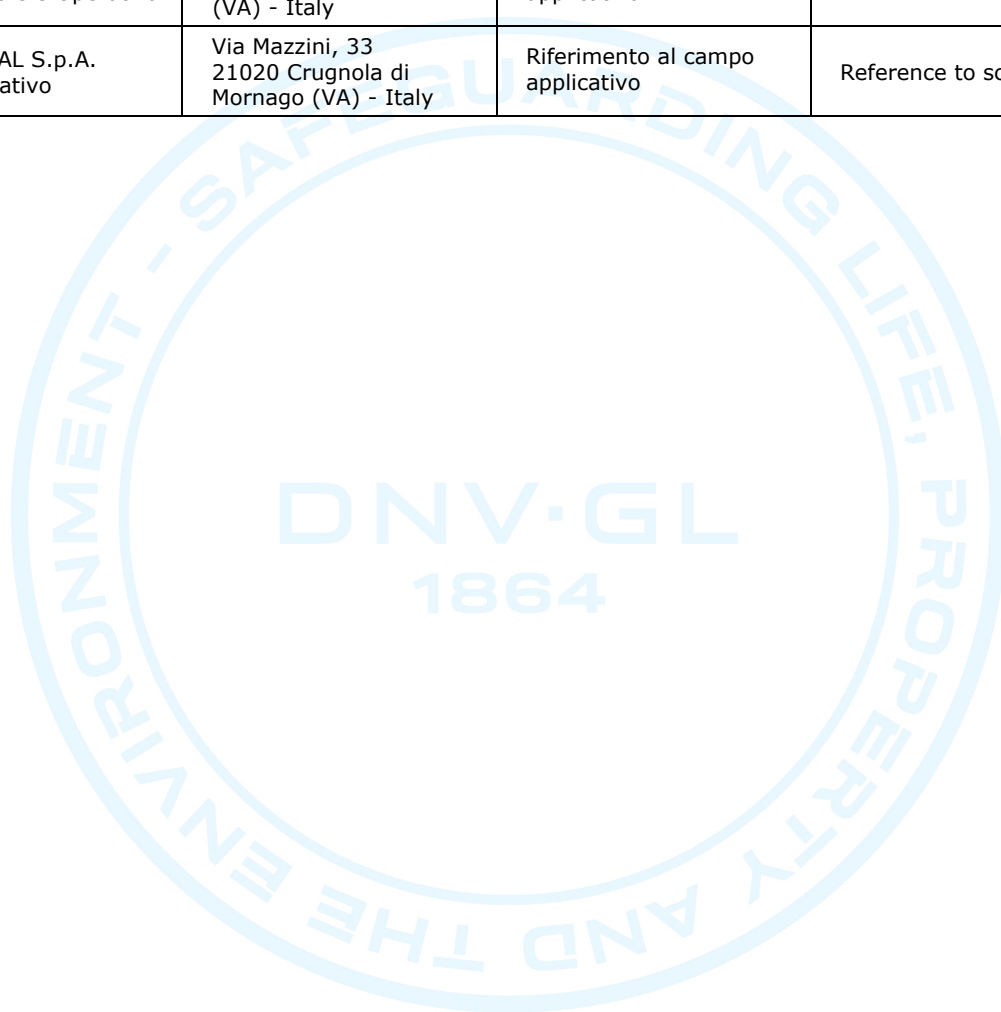 (VA) - Italy
AL S.p.A.
ativo
Via Mazzini, 33
21020 Crugnola di
Mornago (VA) - Italy
Riferimento al campo
applicativo
Reference to
SAFEGUARDING LIFE, PROPERTY AND THE ENVIRONMENT -
DNV·GL
1864